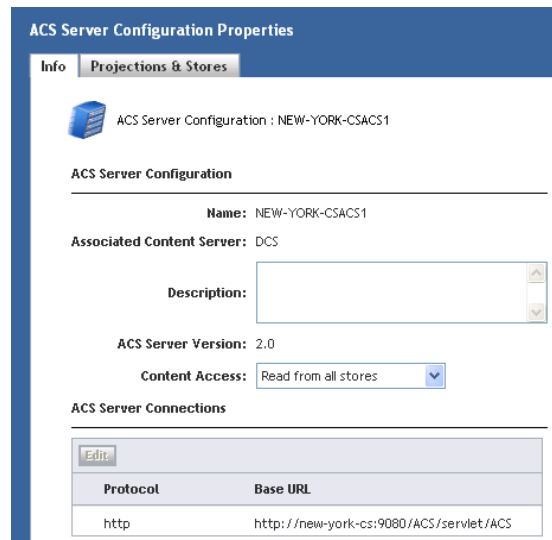 ACS Server Configuration Properties
Info Projections & Stores
ACS Server Configuration : NEW-YORK-CSACS1
ACS Server Configuration
Name: NEW-YORK-CSACS1
Associated Content Server: DCS
Description:
ACS Server Version: 2.0
Content Access: Read from all stores
ACS Server Connections
Edit
Protocol Base URL
http http://new-york-cs:9080/ACS/servlet/ACS